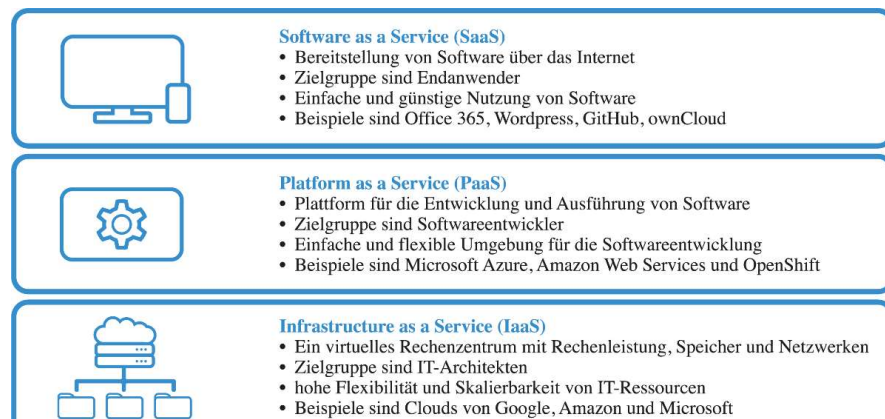 Software as a Service (SaaS)
• Bereitstellung von Software über das Internet
• Zielgruppe sind Endanwender
• Einfache und günstige Nutzung von Software
• Beispiele sind Office 365, Wordpress, GitHub, ownCloud
Platform as a Service (PaaS)
• Plattform für die Entwicklung und Ausführung von Software
• Zielgruppe sind Softwareentwickler
• Einfache und flexible Umgebung für die Softwareentwicklung
• Beispiele sind Microsoft Azure, Amazon Web Services und OpenShift
Infrastructure as a Service (IaaS)
• Ein virtuelles Rechenzentrum mit Rechenleistung, Speicher und Netzwerken
• Zielgruppe sind IT-Architekten
• hohe Flexibilität und Skalierbarkeit von IT-Ressourcen
• Beispiele sind Clouds von Google, Amazon und Microsoft